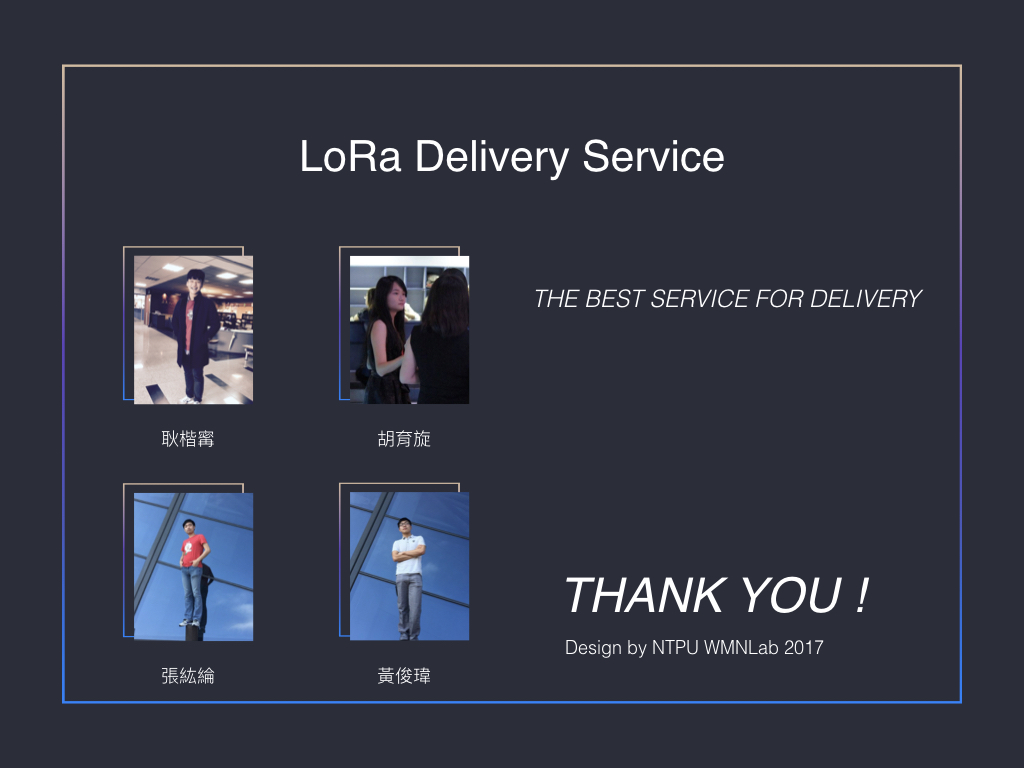 LoRa Delivery Service
THE BEST SERVICE FOR DELIVERY
耿楷寗
胡育旋
張紘綸
黃俊瑋
THANK YOU !
Design by NTPU WMNLab 2017